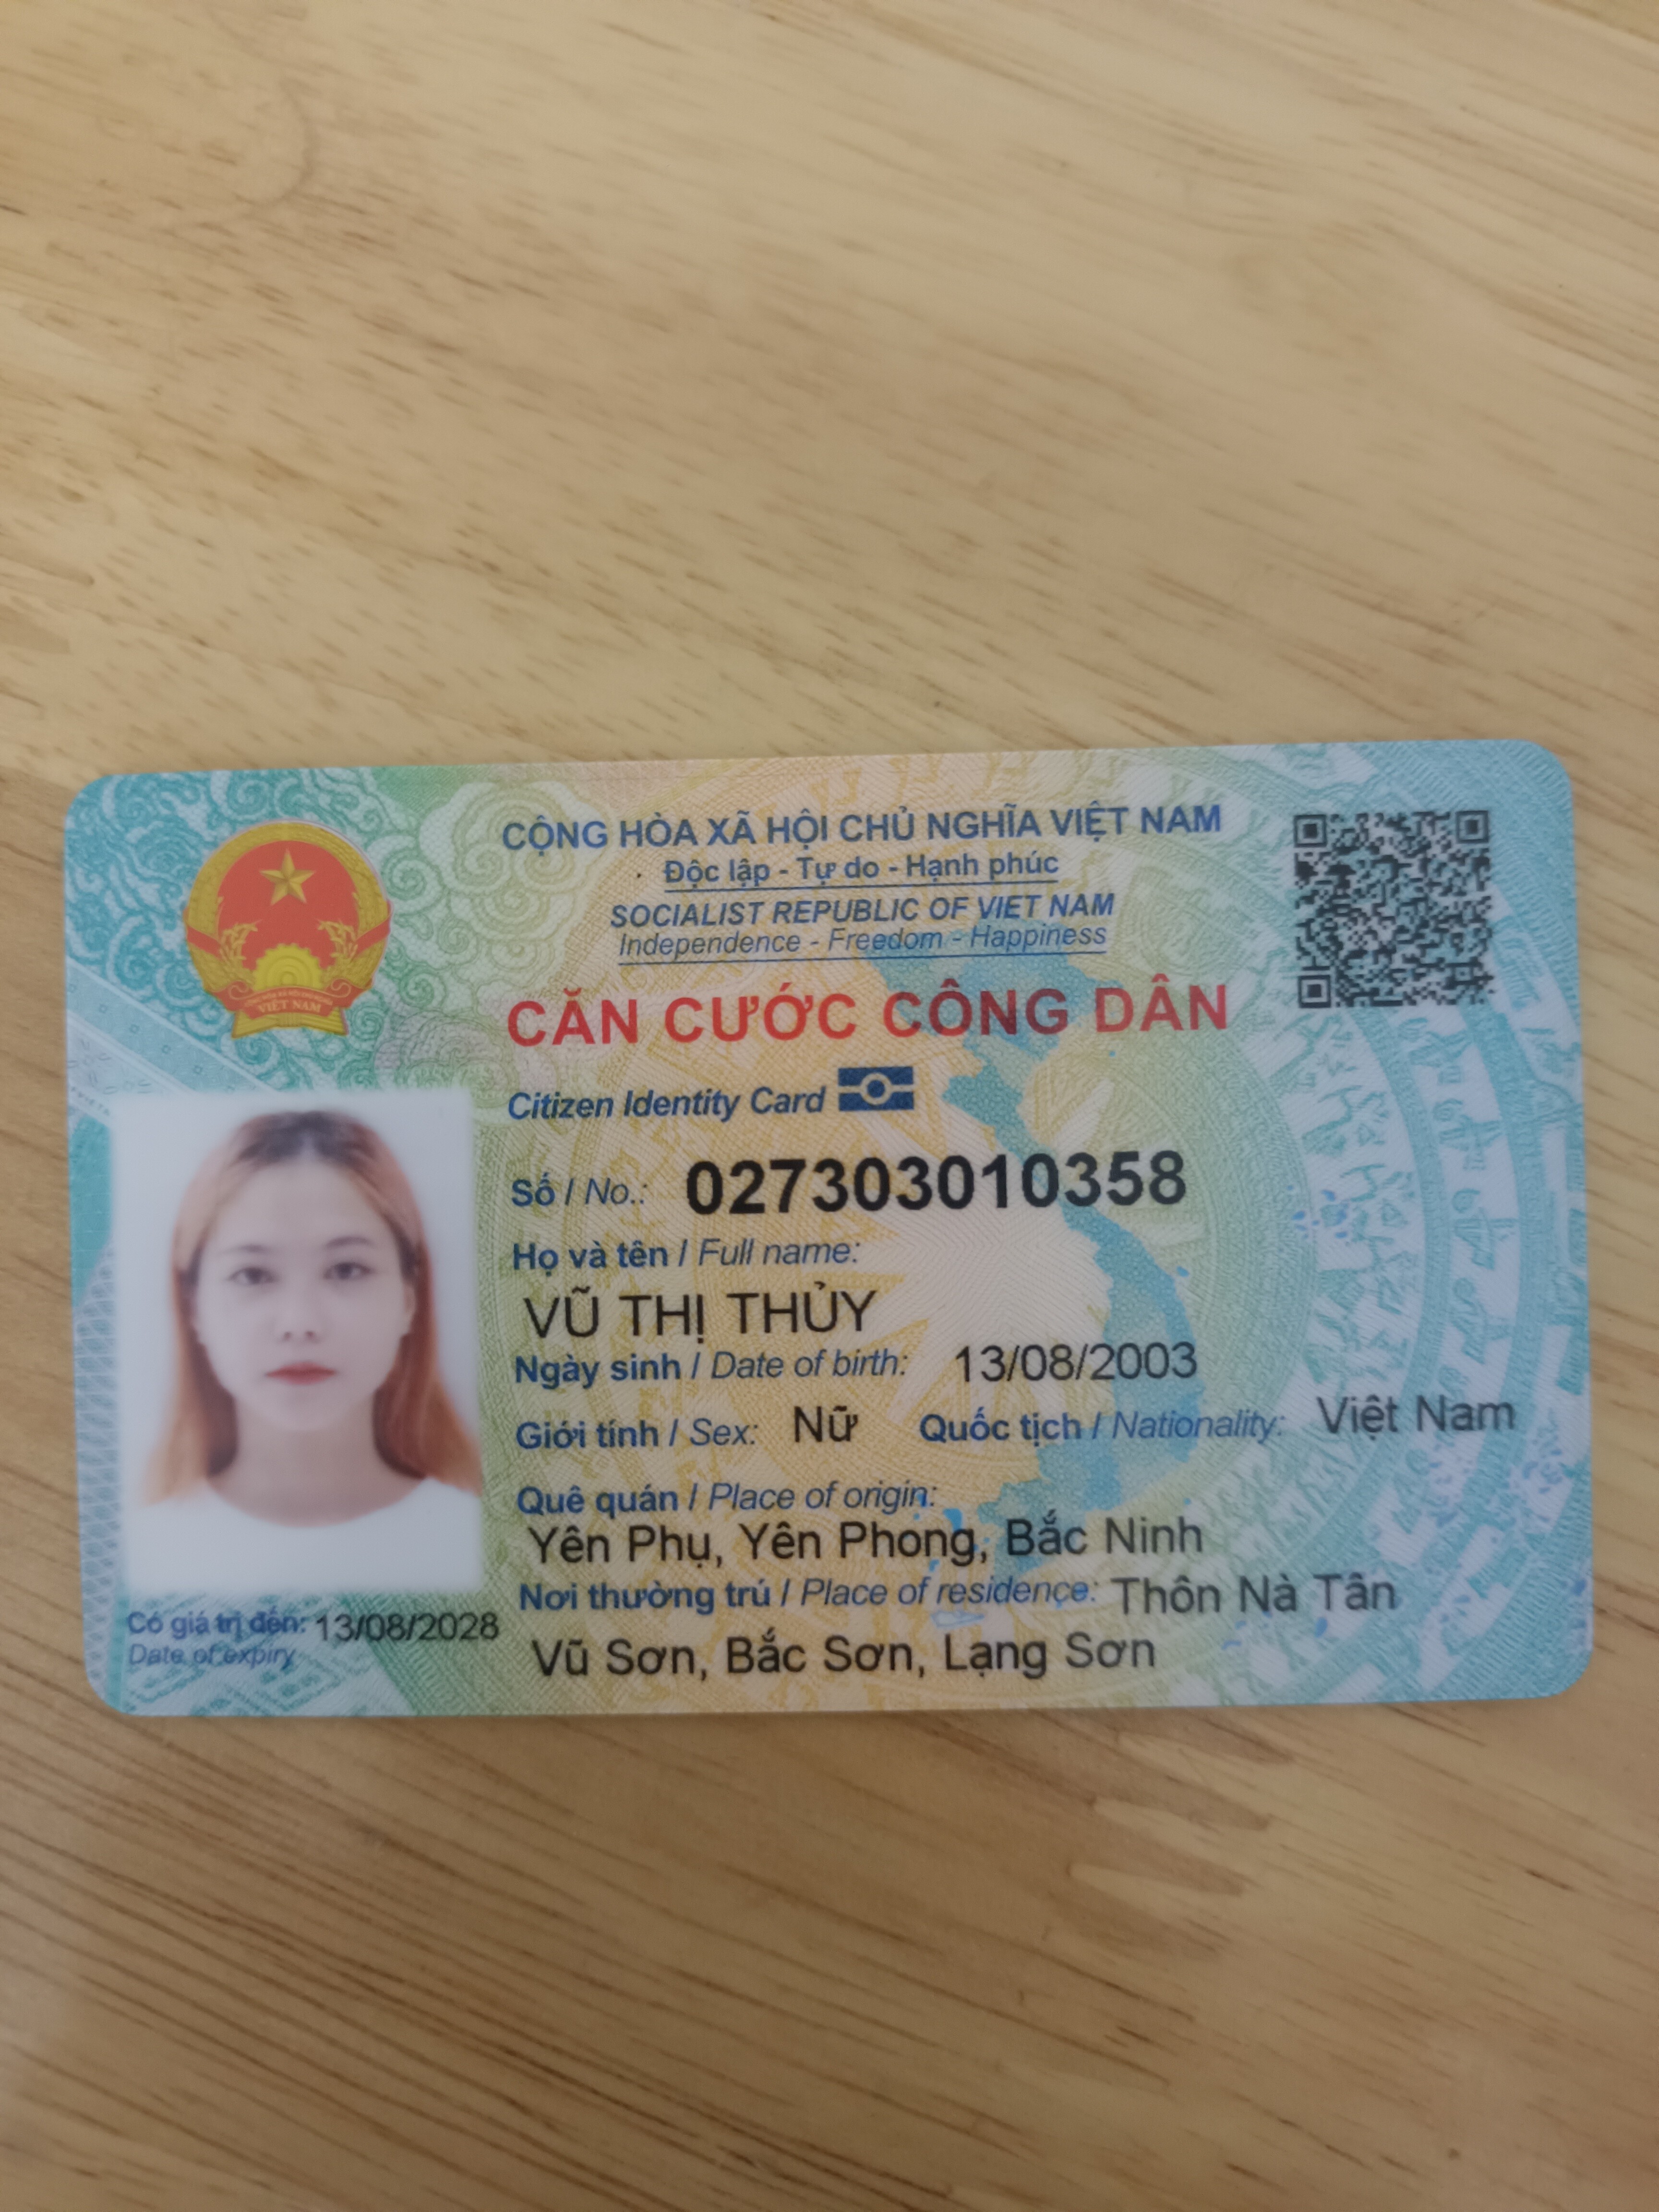 CỘNG HÒA XÃ HỘI CHỦ NGHĨA VIỆT NAM
Độc lập - Tự do - Hạnh phúc
SOCIALIST REPUBLIC OF VIET NAM
Independence - Freedom - Happiness
CĂN CƯỚC CÔNG DÂN
Citizen Identity Card
Số / No.: 027303010358
Họ và tên / Full name:
VŨ THỊ THỦY
Ngày sinh / Date of birth: 13/08/2003
Giới tính / Sex: Nữ Quốc tịch / Nationality: Việt Nam
Quê quán / Place of origin:
Yên Phụ, Yên Phong, Bắc Ninh
Nơi thường trú / Place of residence: Thôn Nà Tân
Vũ Sơn, Bắc Sơn, Lạng Sơn
Có giá trị đến: 13/08/2028
Date of expiry
VIỆT NAM